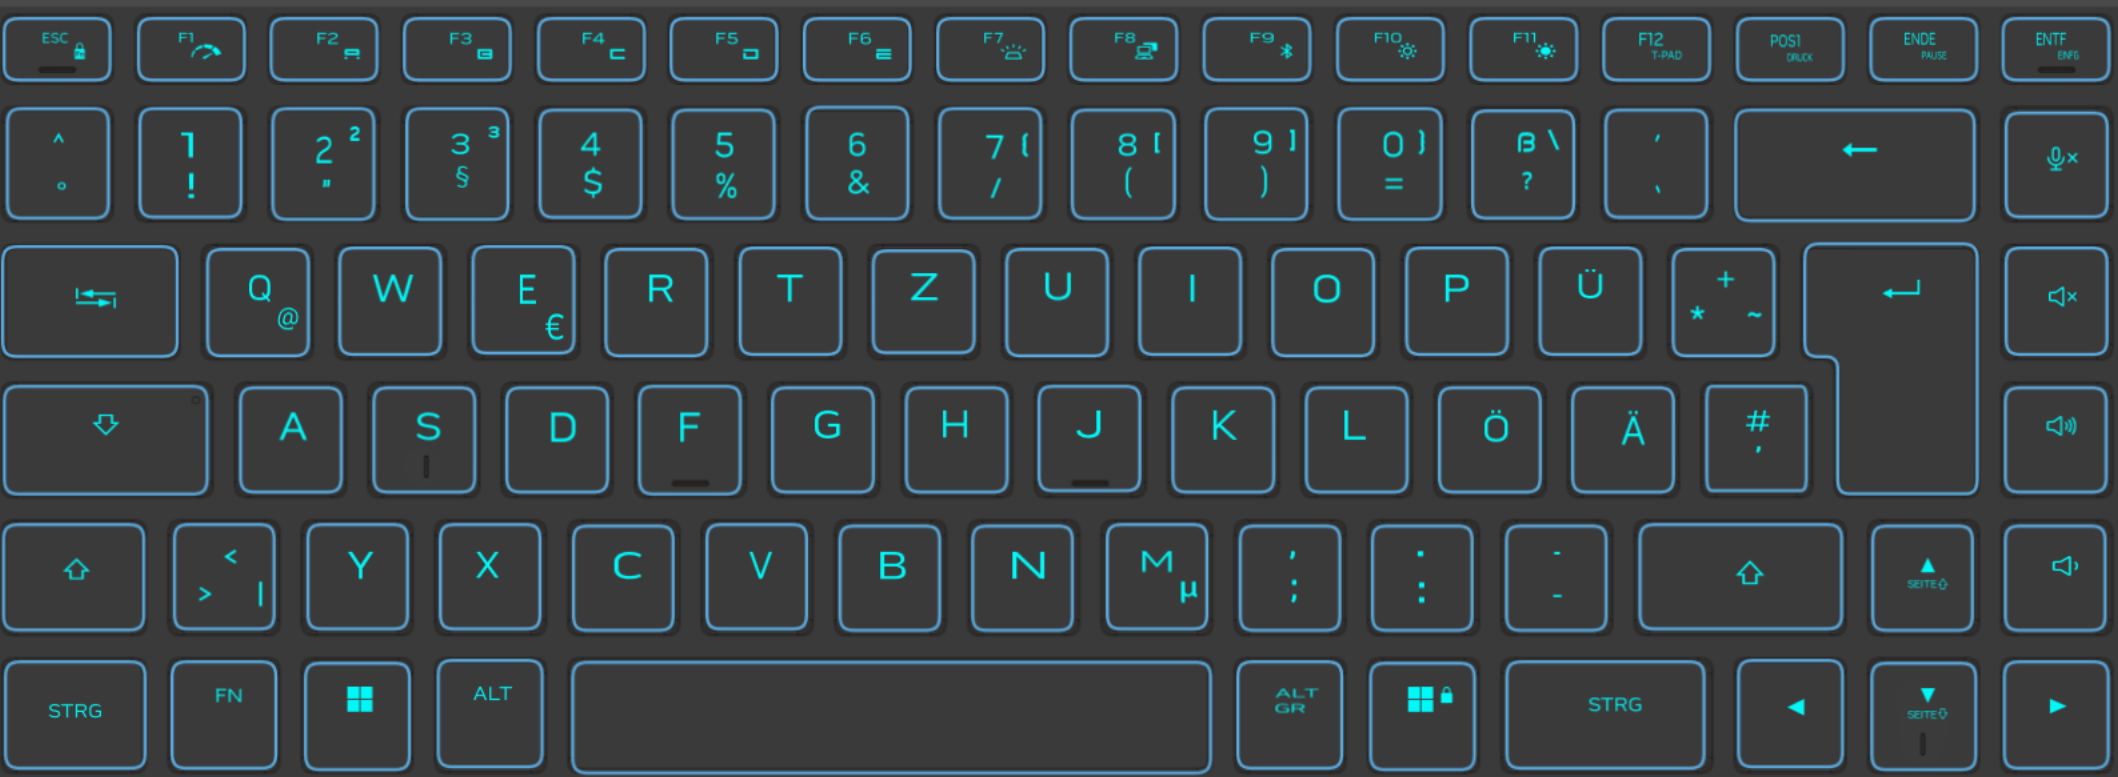 ESC F1 F2 F3 F4 F5 F6 F7 F8 F9 F10 F11 F12 T-PAD POS1 DRUCK ENDE PAUSE ENTF EINFG
^ ° 1 ! 2 ² " 3 ³ § 4 $ 5 % 6 & 7 { / 8 [ ( 9 ] ) 0 } = ß \ ? ' `
Q @ W E € R T Z U I O P Ü + * ~
A S D F G H J K L Ö Ä # '
< > | Y X C V B N M µ , ; . : - _ SEITE
STRG FN ALT ALT GR STRG SEITE